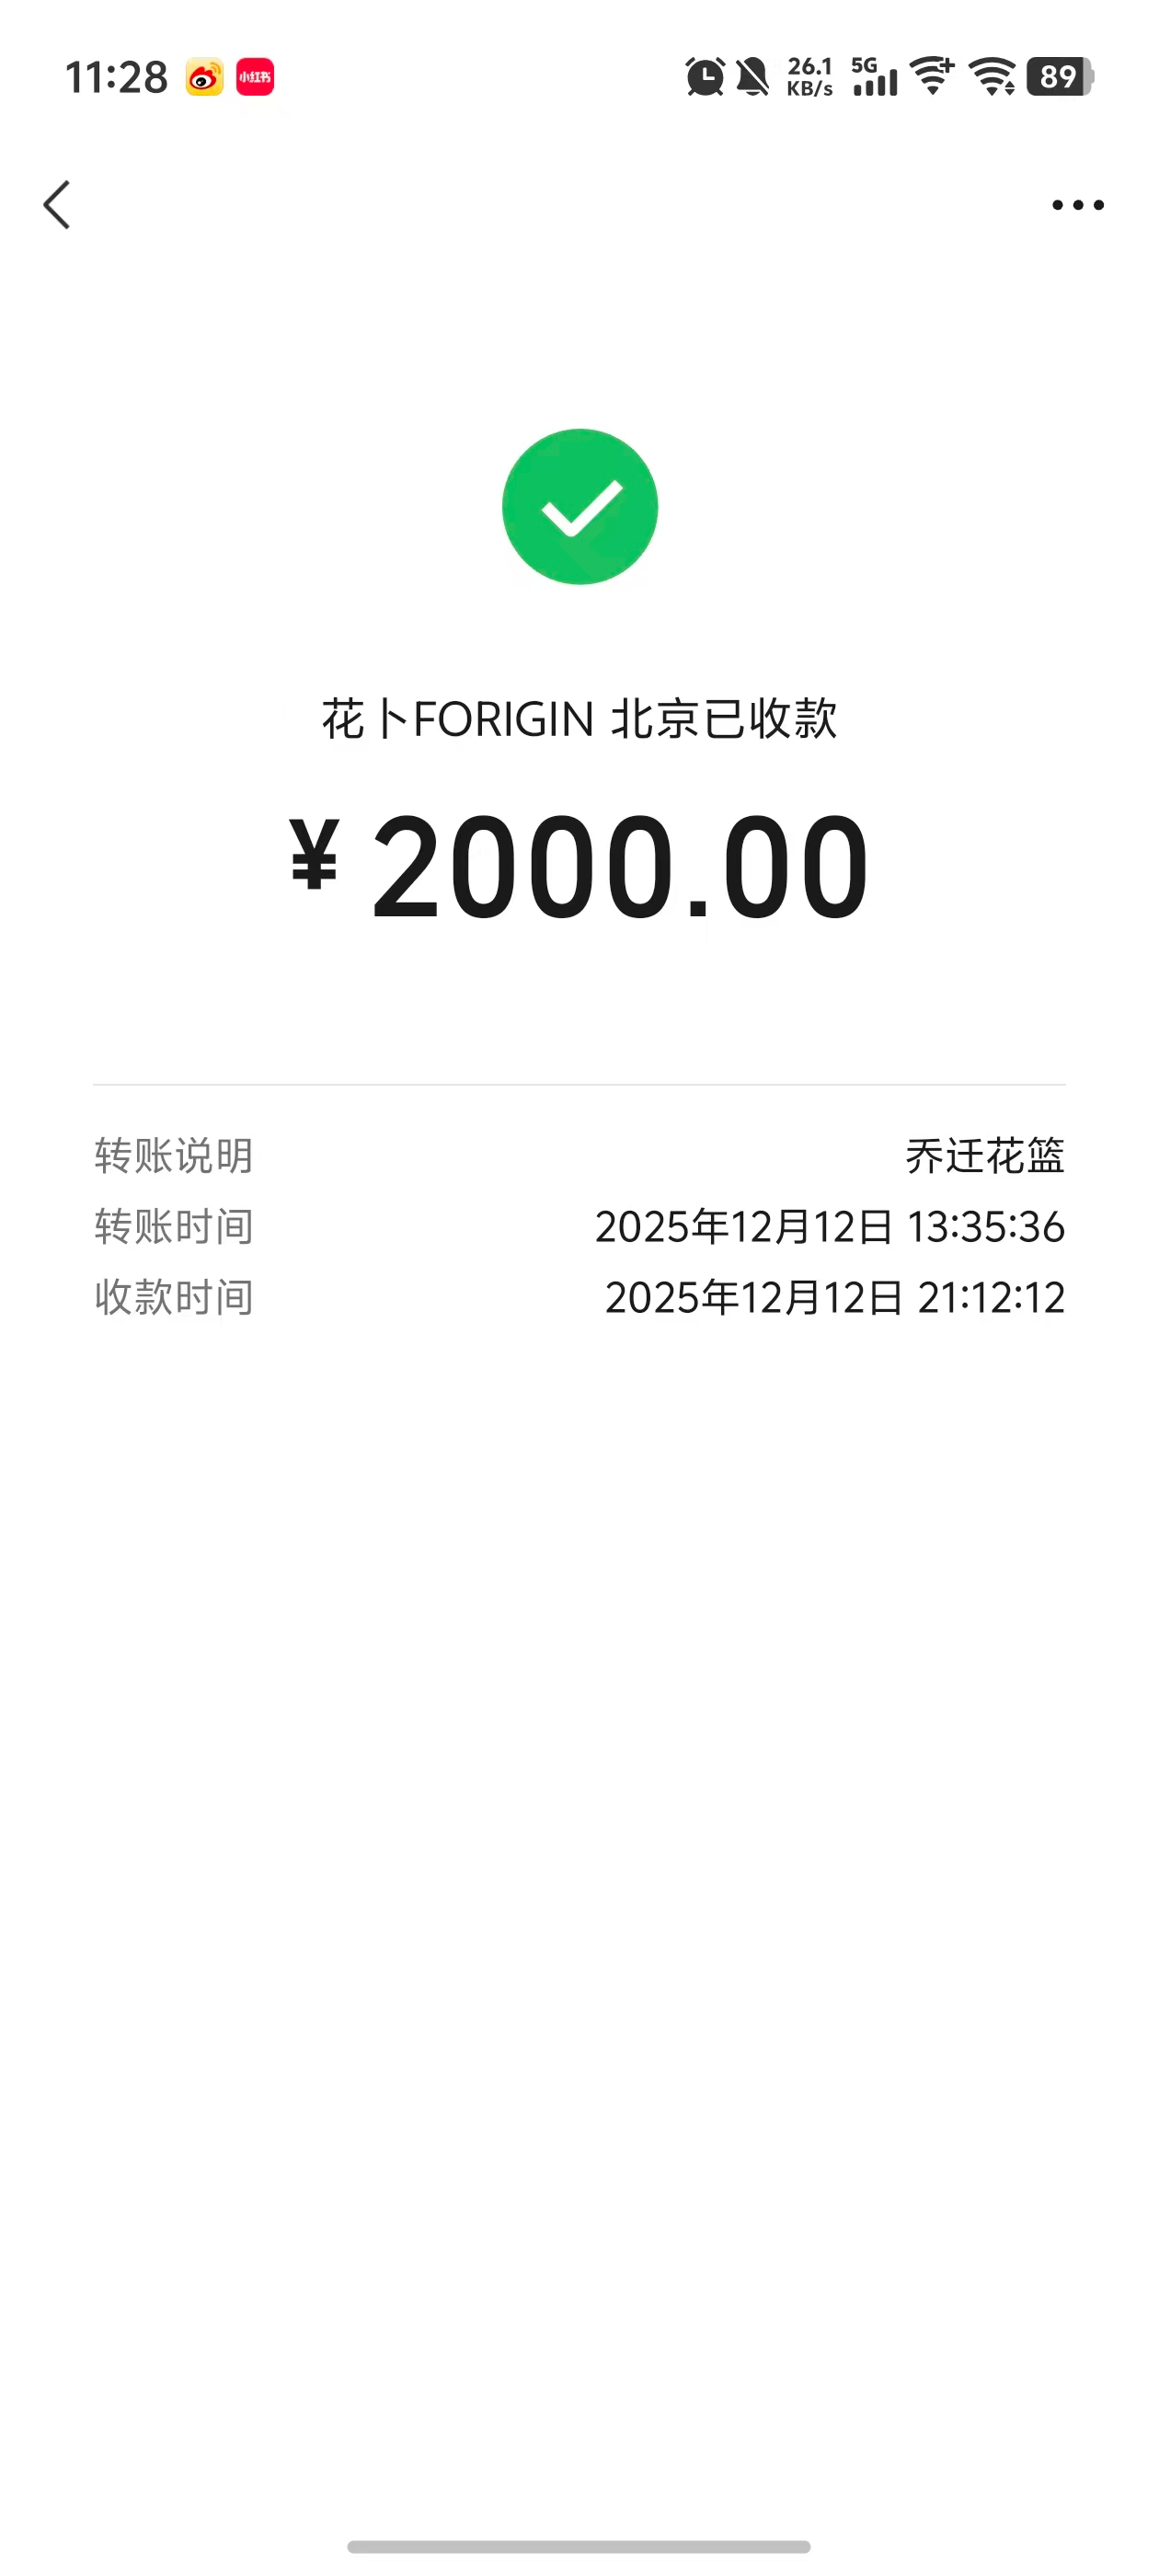 11:28 小红书 26.1 KB/s 5G 89
花卜FORIGIN 北京已收款
¥2000.00
转账说明 乔迁花篮
转账时间 2025年12月12日 13:35:36
收款时间 2025年12月12日 21:12:12